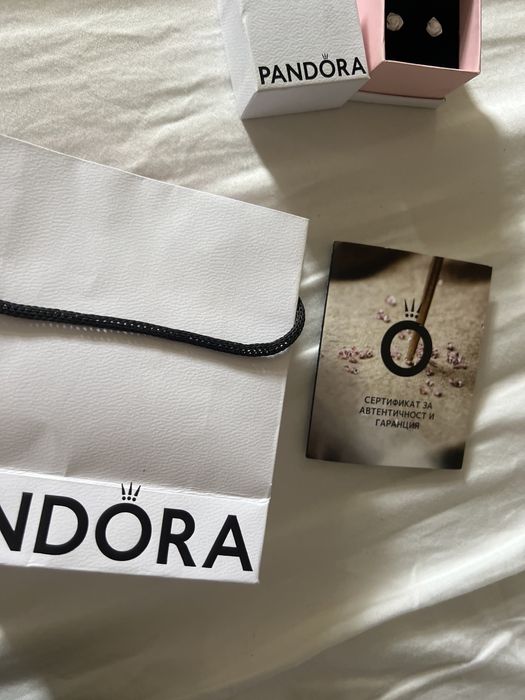 PANDORA
СЕРТИФИКАТ ЗА
АВТЕНТИЧНОСТ И
ГАРАНЦИЯ
NDORA